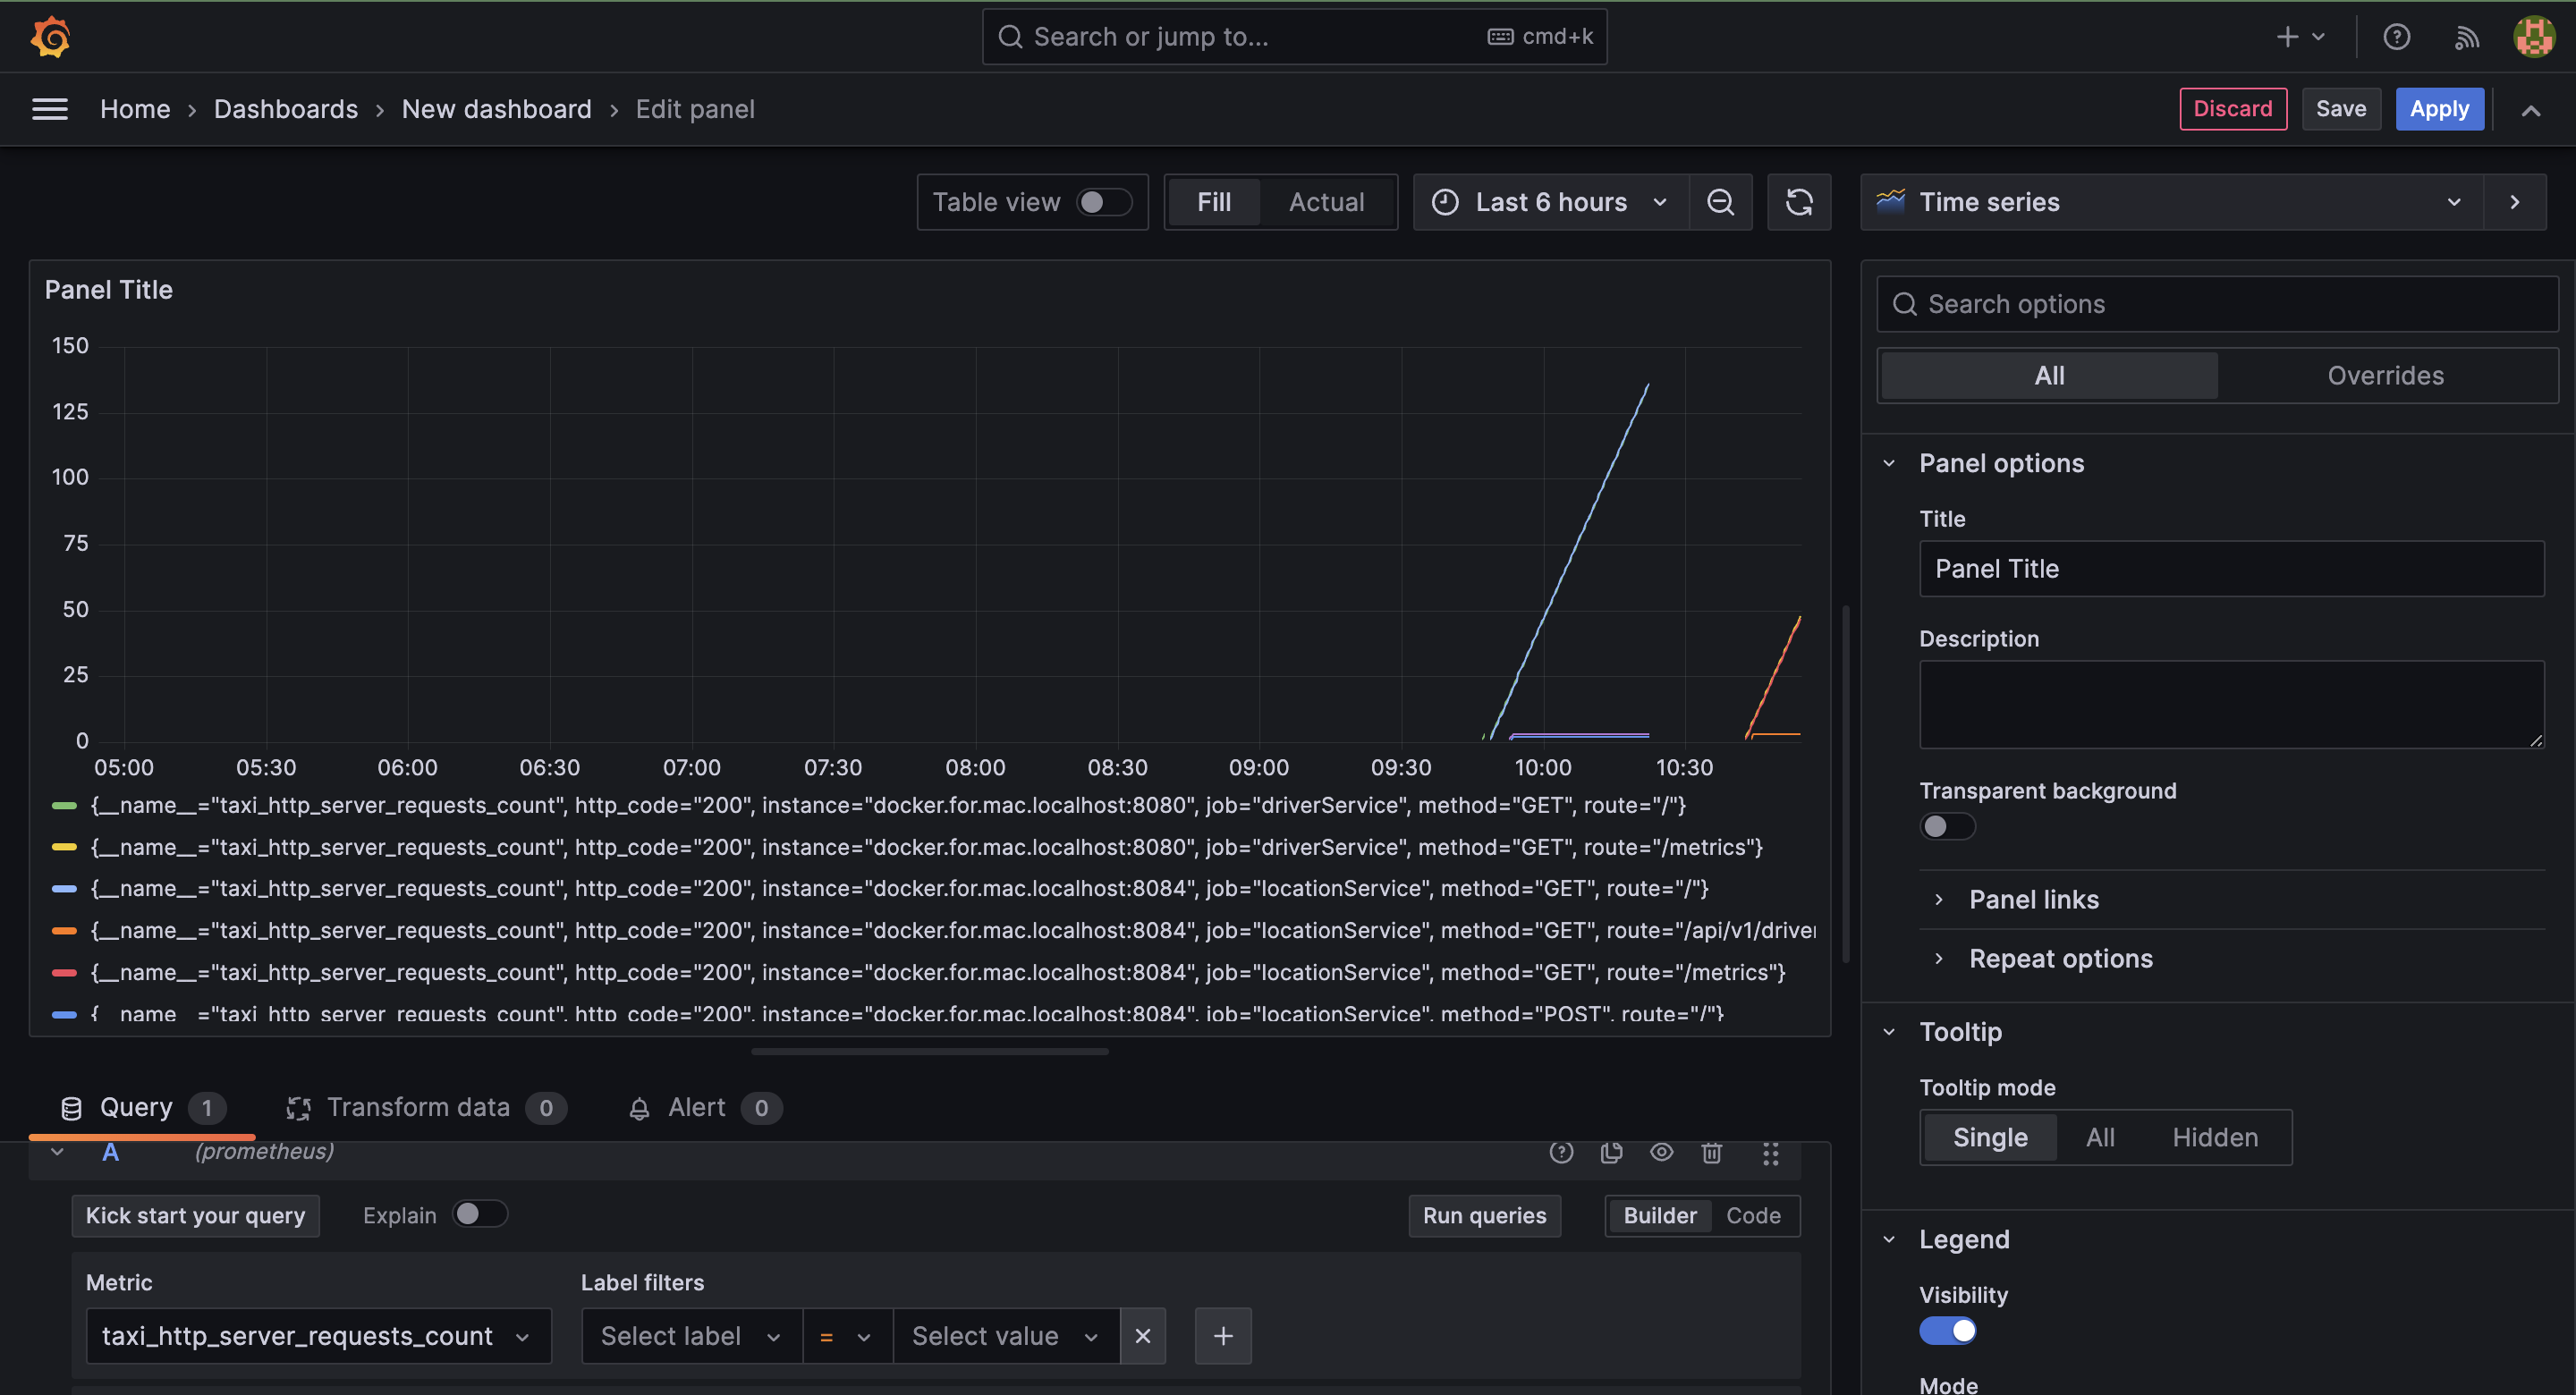 Search or jump to... cmd+k
Home › Dashboards › New dashboard › Edit panel Discard Save Apply
Table view Fill Actual Last 6 hours Time series
Panel Title
150
125
100
75
50
25
0
05:00 05:30 06:00 06:30 07:00 07:30 08:00 08:30 09:00 09:30 10:00 10:30
{__name__="taxi_http_server_requests_count", http_code="200", instance="docker.for.mac.localhost:8080", job="driverService", method="GET", route="/"}
{__name__="taxi_http_server_requests_count", http_code="200", instance="docker.for.mac.localhost:8080", job="driverService", method="GET", route="/metrics"}
{__name__="taxi_http_server_requests_count", http_code="200", instance="docker.for.mac.localhost:8084", job="locationService", method="GET", route="/"}
{__name__="taxi_http_server_requests_count", http_code="200", instance="docker.for.mac.localhost:8084", job="locationService", method="GET", route="/api/v1/driver
{__name__="taxi_http_server_requests_count", http_code="200", instance="docker.for.mac.localhost:8084", job="locationService", method="GET", route="/metrics"}
{__name__="taxi_http_server_requests_count", http_code="200", instance="docker.for.mac.localhost:8084", job="locationService", method="POST", route="/"}
Query 1 Transform data 0 Alert 0
A (prometheus)
Kick start your query Explain Run queries Builder Code
Metric Label filters
taxi_http_server_requests_count Select label = Select value
Search options
All Overrides
Panel options
Title
Panel Title
Description
Transparent background
Panel links
Repeat options
Tooltip
Tooltip mode
Single All Hidden
Legend
Visibility
Mode